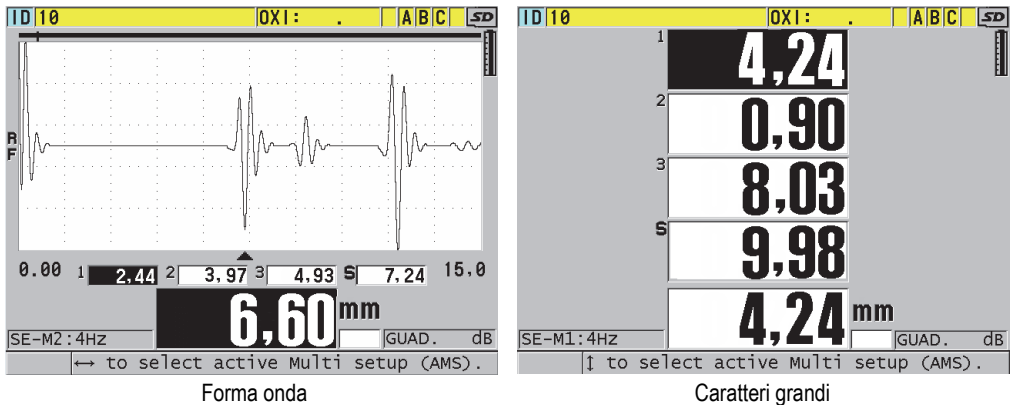 ID 10 OXI: . A B C SD
R
F
0.00 1 2,44 2 3,97 3 4,93 S 7,24 15,0
6,60 mm
SE-M2:4Hz GUAD. dB
↔ to select active Multi setup (AMS).
Forma onda
ID 10 OXI: . A B C SD
1 4,24
2 0,90
3 8,03
S 9,98
4,24 mm
SE-M1:4Hz GUAD. dB
↕ to select active Multi setup (AMS).
Caratteri grandi